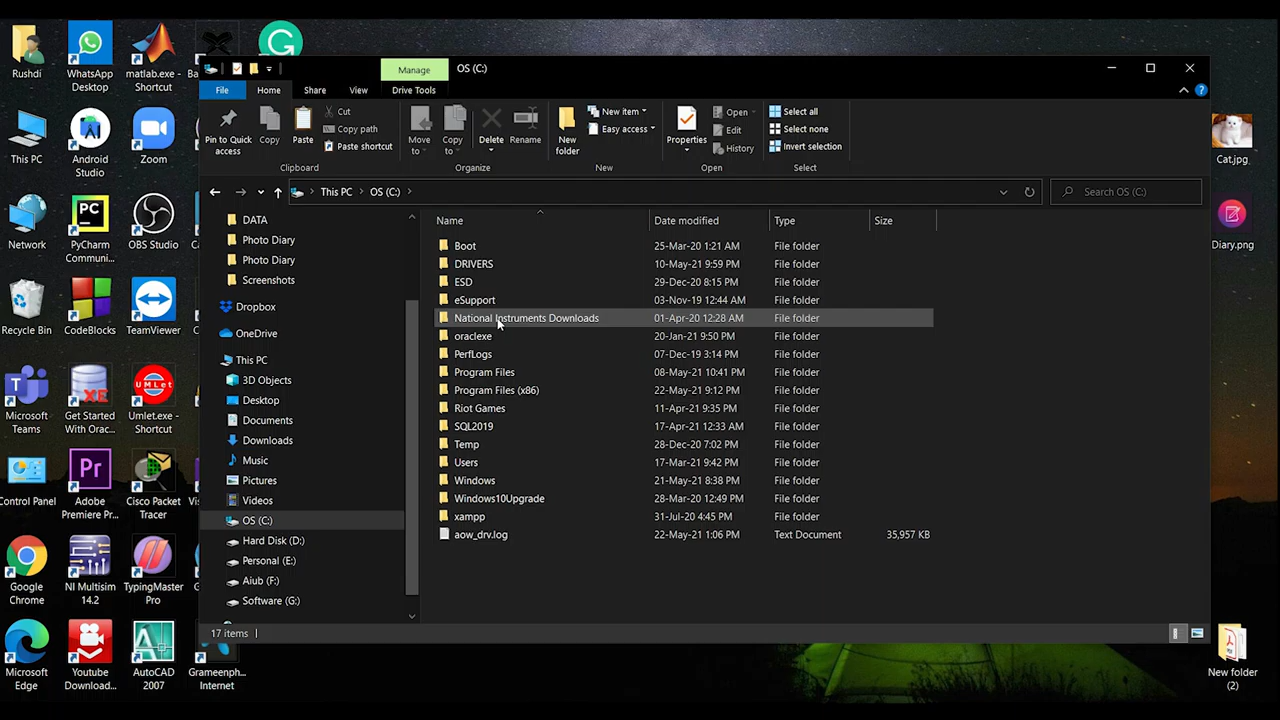 Rushdi
WhatsApp
Desktop
matlab.exe -
Shortcut
This PC
Android
Studio
Zoom
Network
PyCharm
Communi...
OBS Studio
Recycle Bin
CodeBlocks
TeamViewer
Microsoft
Teams
Get Started
With Orac...
Umlet.exe -
Shortcut
Control Panel
Adobe
Premiere Pr...
Cisco Packet
Tracer
Google
Chrome
NI Multisim
14.2
TypingMaster
Pro
Microsoft
Edge
Youtube
Download...
AutoCAD
2007
Grameenph...
Internet
Manage
OS (C:)
File
Home
Share
View
Drive Tools
Pin to Quick
access
Copy
Paste
Cut
Copy path
Paste shortcut
Clipboard
Move
to
Copy
to
Delete
Rename
Organize
New
folder
New item
Easy access
New
Properties
Open
Edit
History
Open
Select all
Select none
Invert selection
Select
This PC
OS (C:)
Search OS (C:)
DATA
Photo Diary
Photo Diary
Screenshots
Dropbox
OneDrive
This PC
3D Objects
Desktop
Documents
Downloads
Music
Pictures
Videos
OS (C:)
Hard Disk (D:)
Personal (E:)
Aiub (F:)
Software (G:)
Name Date modified Type Size
Boot 25-Mar-20 1:21 AM File folder
DRIVERS 10-May-21 9:59 PM File folder
ESD 29-Dec-20 8:15 PM File folder
eSupport 03-Nov-19 12:44 AM File folder
National Instruments Downloads 01-Apr-20 12:28 AM File folder
oraclexe 20-Jan-21 9:50 PM File folder
PerfLogs 07-Dec-19 3:14 PM File folder
Program Files 08-May-21 10:41 PM File folder
Program Files (x86) 22-May-21 9:12 PM File folder
Riot Games 11-Apr-21 9:35 PM File folder
SQL2019 17-Apr-21 12:33 AM File folder
Temp 28-Dec-20 7:02 PM File folder
Users 17-Mar-21 9:42 PM File folder
Windows 21-May-21 8:38 PM File folder
Windows10Upgrade 28-Mar-20 12:49 PM File folder
xampp 31-Jul-20 4:45 PM File folder
aow_drv.log 22-May-21 1:06 PM Text Document 35,957 KB
17 items
Cat.jpg
Diary.png
New folder
(2)